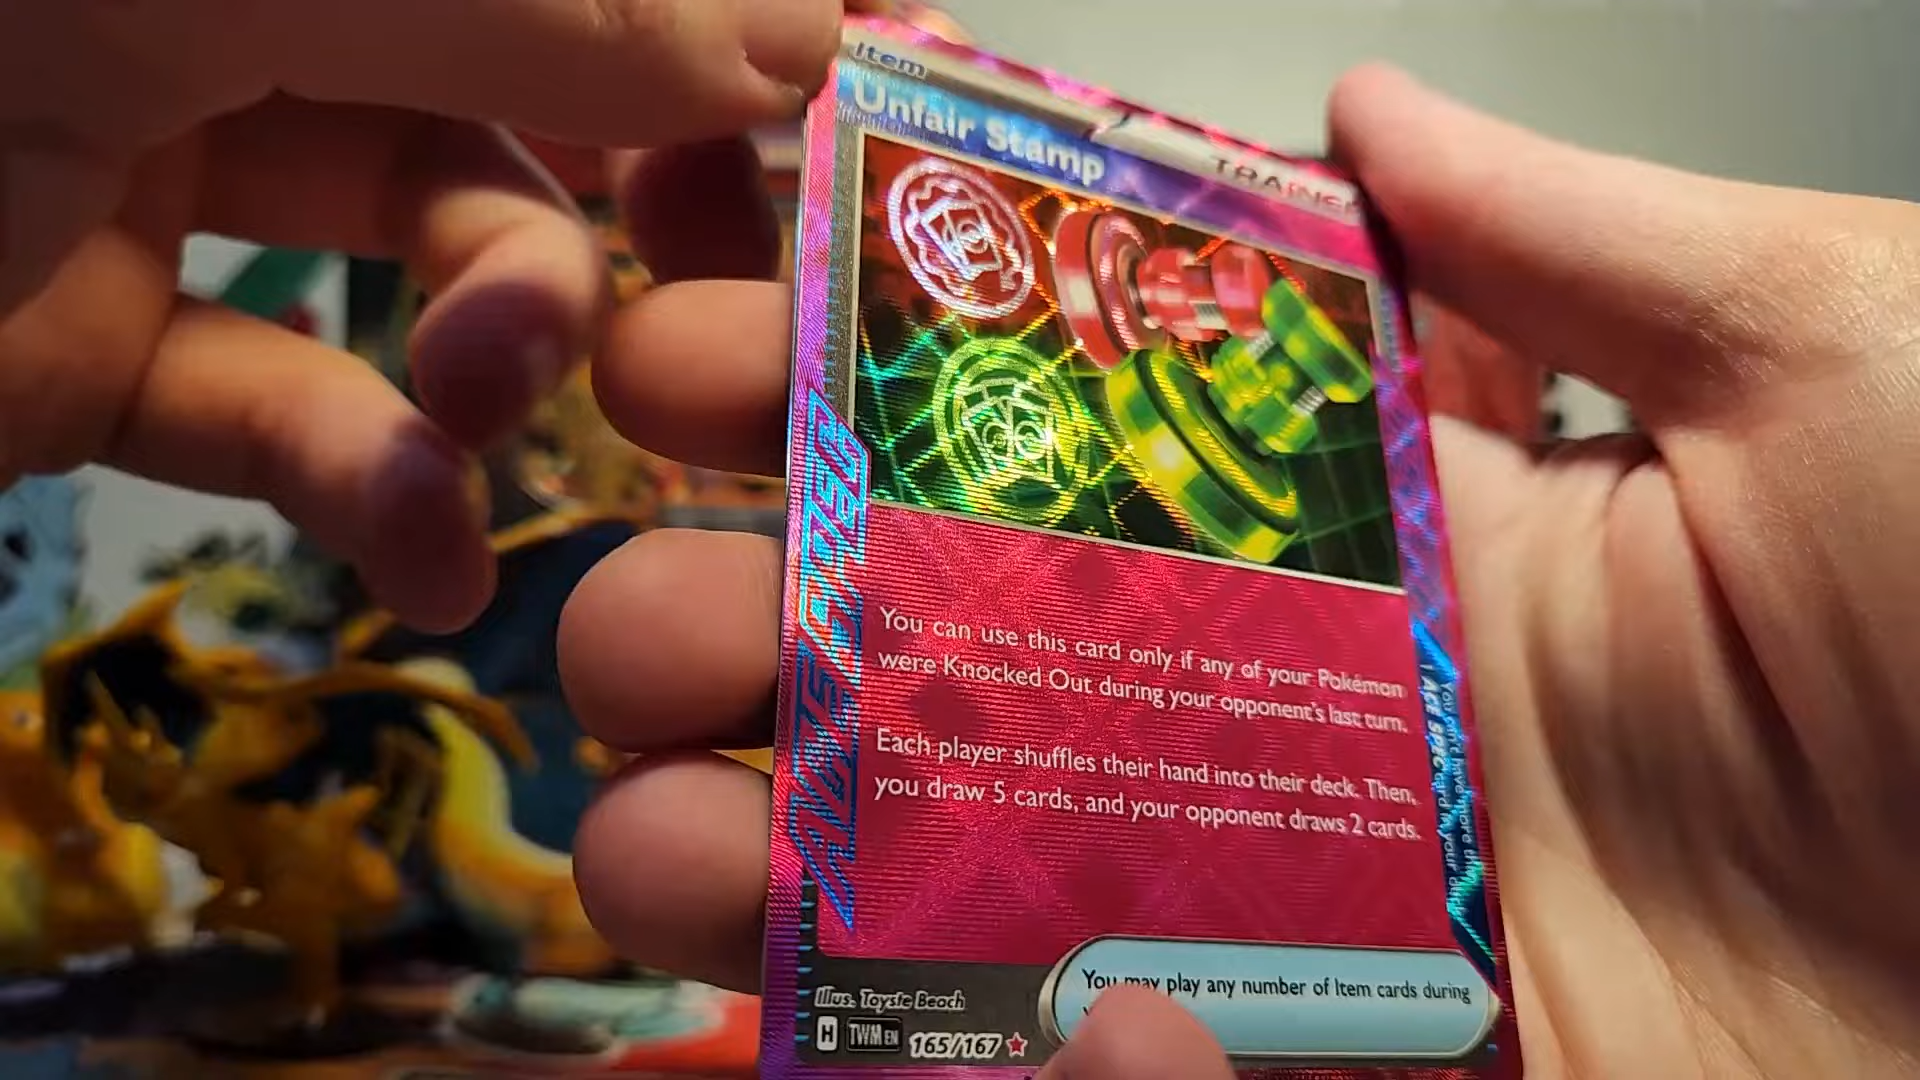 Item
Unfair Stamp
TRAINER
You can use this card only if any of your Pokémon
were Knocked Out during your opponent's last turn.
Each player shuffles their hand into their deck. Then,
you draw 5 cards, and your opponent draws 2 cards.
ACE SPEC
You can't have more than
1 ACE SPEC card in your deck.
You may play any number of Item cards during
Illus. Toyste Beach
H TWM EN 165/167